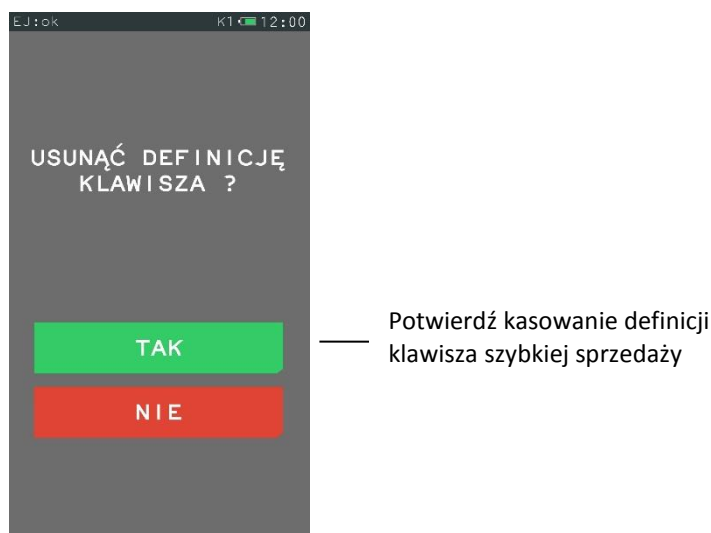 EJ:ok K1 12:00
USUNĄĆ DEFINICJĘ
KLAWISZA ?
TAK
NIE
Potwierdź kasowanie definicji
klawisza szybkiej sprzedaży